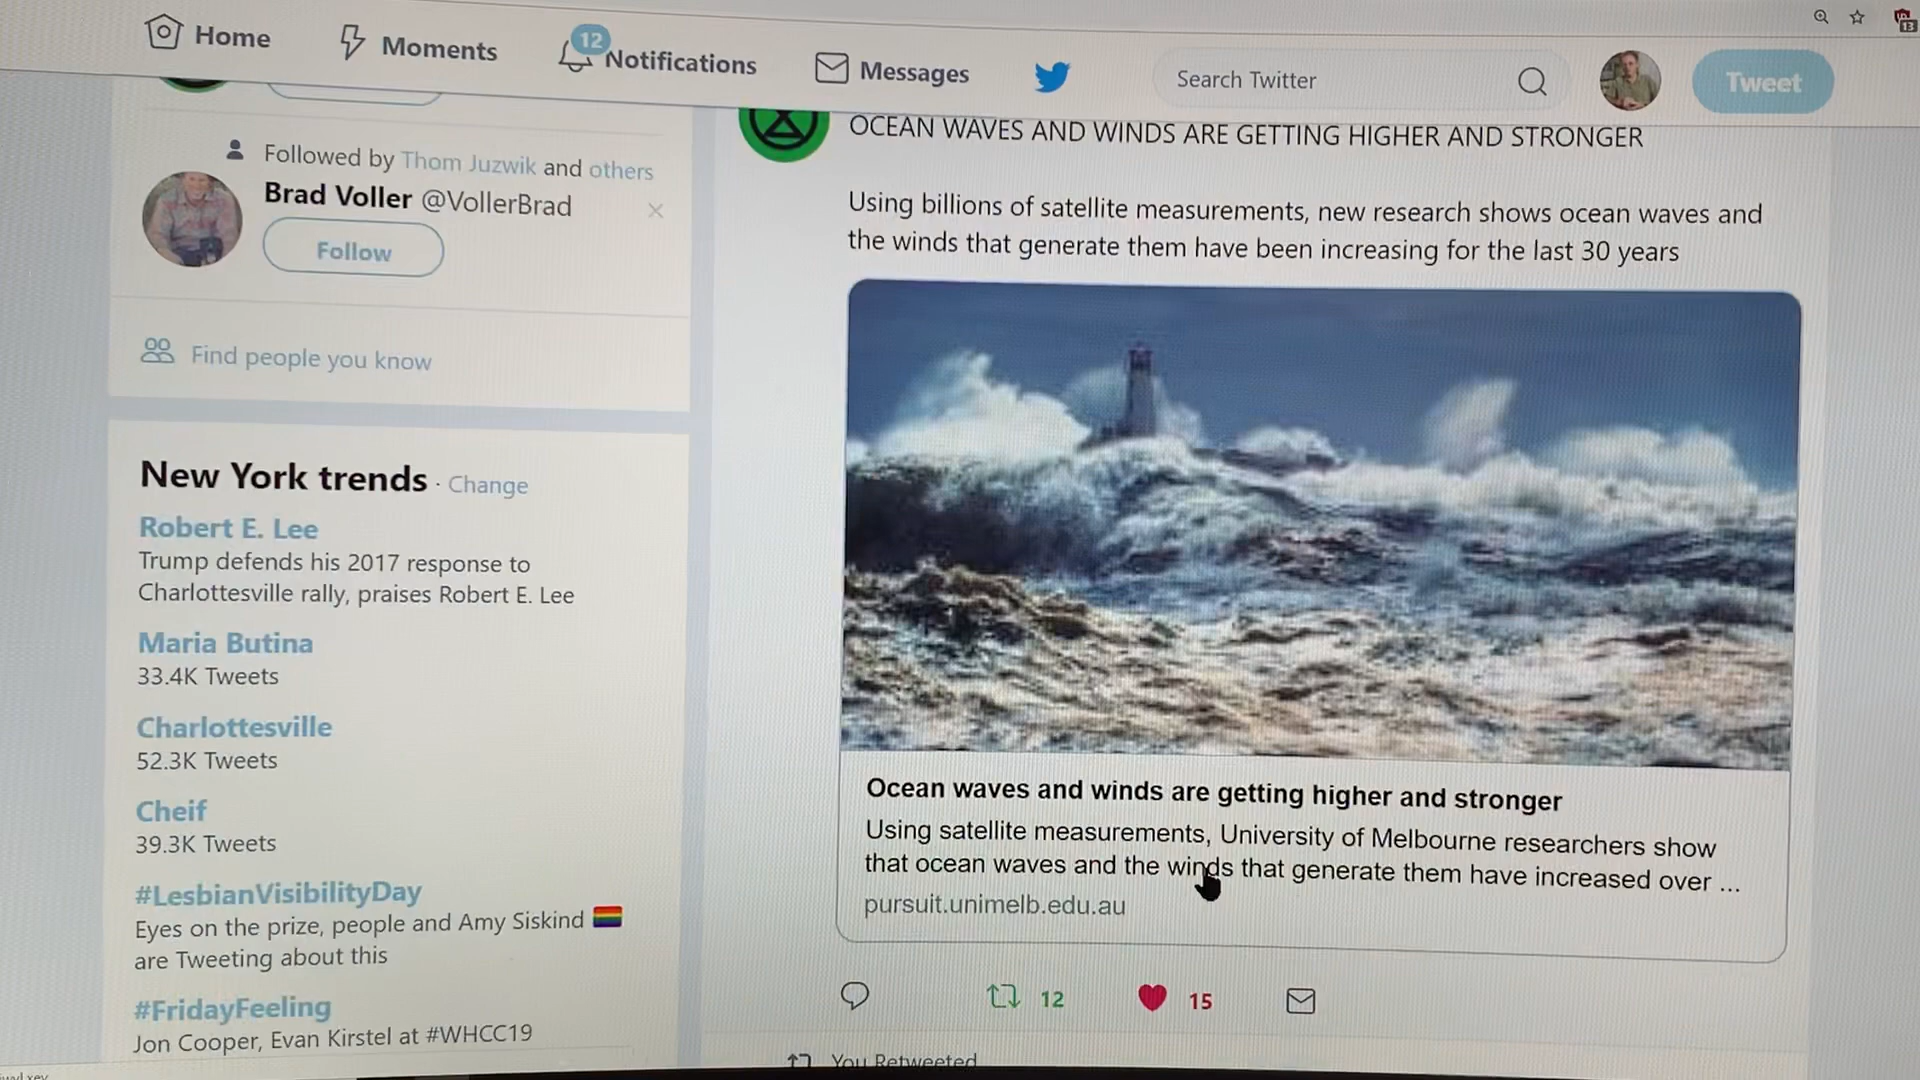 Home
Moments
12
Notifications
Messages
Search Twitter
Tweet
13
Followed by Thom Juzwik and others
Brad Voller @VollerBrad
Follow
Find people you know
New York trends · Change
Robert E. Lee
Trump defends his 2017 response to
Charlottesville rally, praises Robert E. Lee
Maria Butina
33.4K Tweets
Charlottesville
52.3K Tweets
Cheif
39.3K Tweets
#LesbianVisibilityDay
Eyes on the prize, people and Amy Siskind
are Tweeting about this
#FridayFeeling
Jon Cooper, Evan Kirstel at #WHCC19
OCEAN WAVES AND WINDS ARE GETTING HIGHER AND STRONGER
Using billions of satellite measurements, new research shows ocean waves and
the winds that generate them have been increasing for the last 30 years
Ocean waves and winds are getting higher and stronger
Using satellite measurements, University of Melbourne researchers show
that ocean waves and the winds that generate them have increased over ...
pursuit.unimelb.edu.au
12
15
You Retweeted